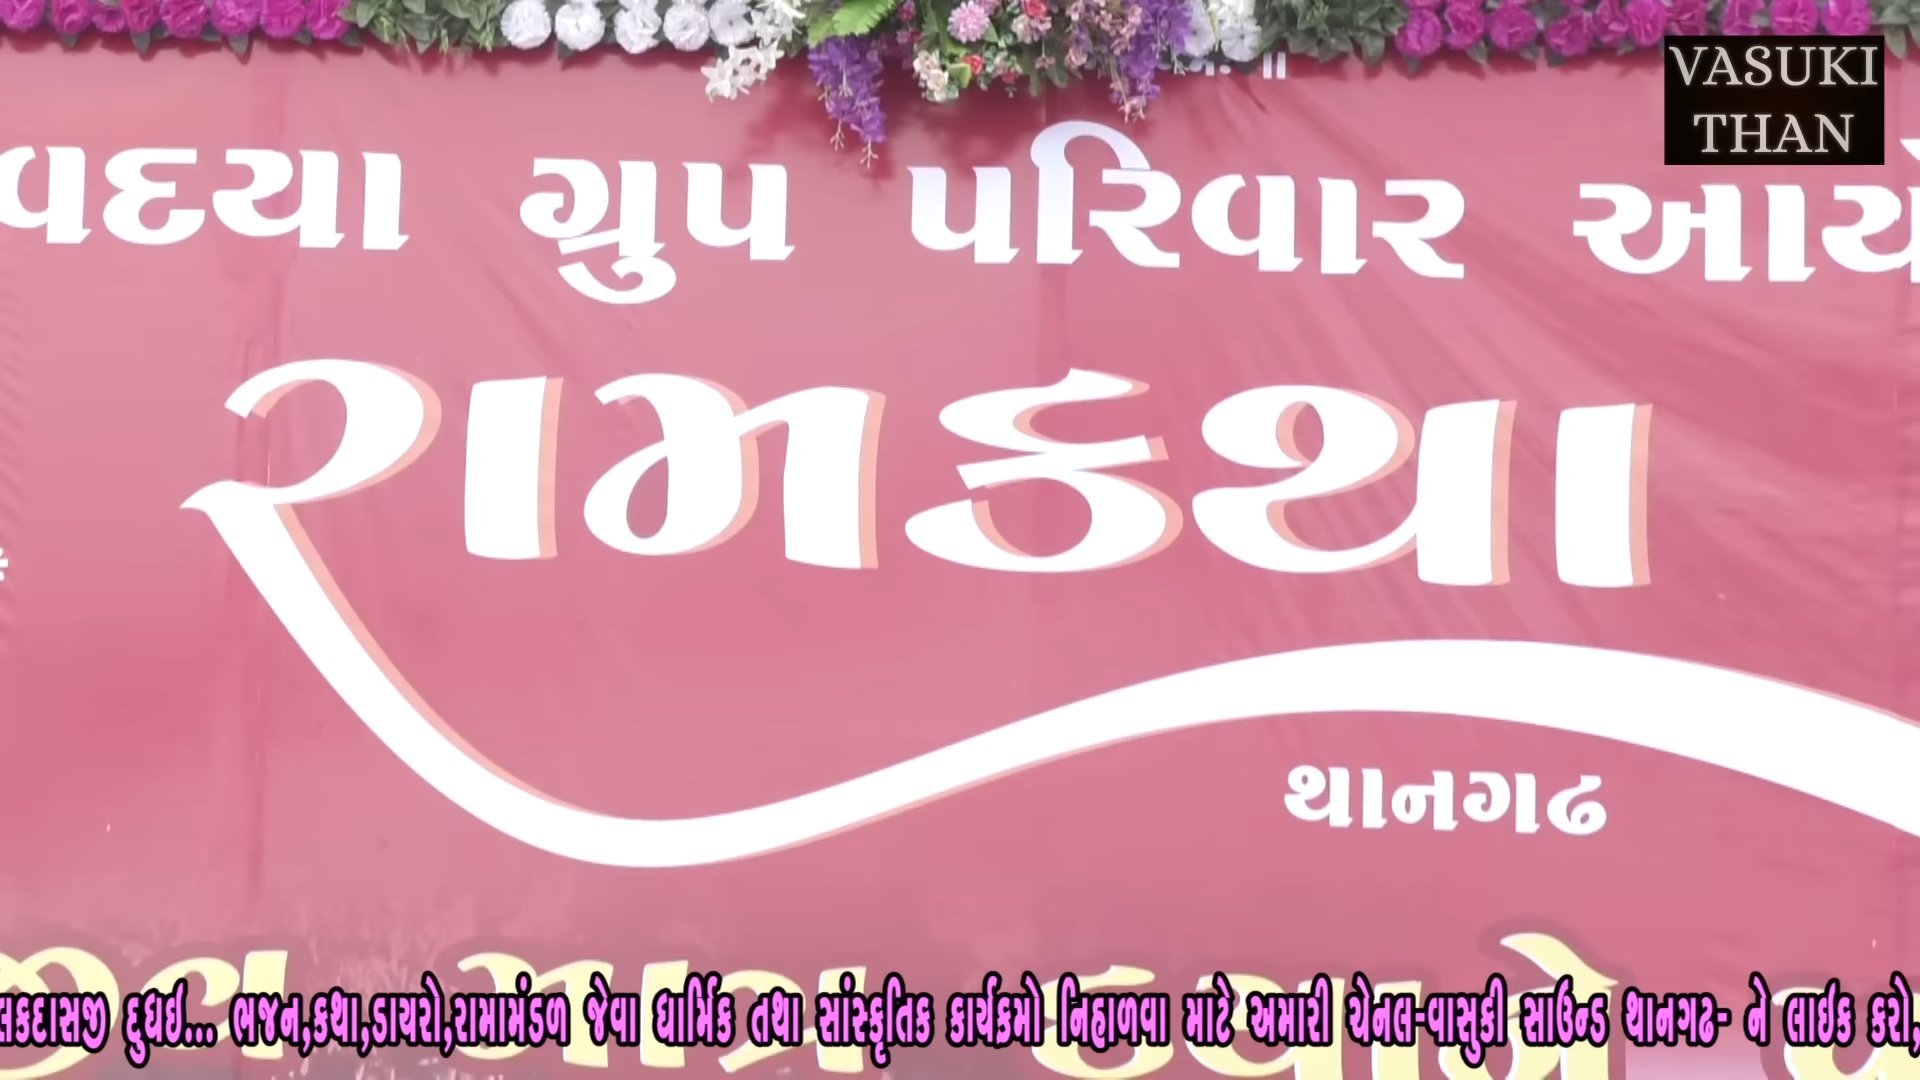 VASUKI
THAN
વદયા ગ્રુપ પરિવાર આયો
રામકથા
થાનગઢ
લકદાસજી દુધઈ... ભજન,કથા,ડાયરો,રામામંડળ જેવા ધાર્મિક તથા સાંસ્કૃતિક કાર્યક્રમો નિહાળવા માટે અમારી ચેનલ-વાસુકી સાઉન્ડ થાનગઢ- ને લાઈક કરો,